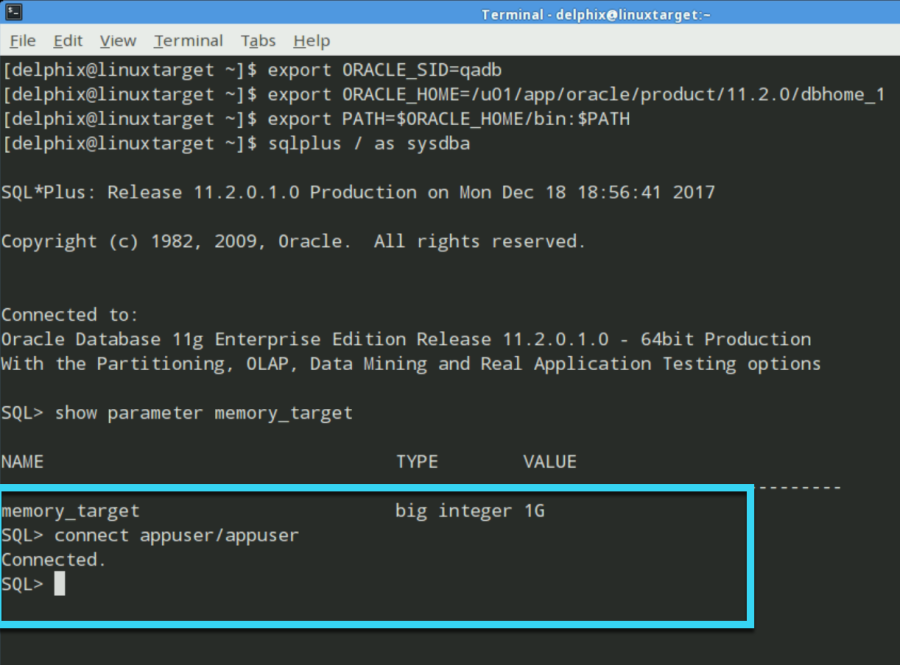 Terminal - delphix@linuxtarget:~
File Edit View Terminal Tabs Help
[delphix@linuxtarget ~]$ export ORACLE_SID=qadb
[delphix@linuxtarget ~]$ export ORACLE_HOME=/u01/app/oracle/product/11.2.0/dbhome_1
[delphix@linuxtarget ~]$ export PATH=$ORACLE_HOME/bin:$PATH
[delphix@linuxtarget ~]$ sqlplus / as sysdba
SQL*Plus: Release 11.2.0.1.0 Production on Mon Dec 18 18:56:41 2017
Copyright (c) 1982, 2009, Oracle.  All rights reserved.
Connected to:
Oracle Database 11g Enterprise Edition Release 11.2.0.1.0 - 64bit Production
With the Partitioning, OLAP, Data Mining and Real Application Testing options
SQL> show parameter memory_target
NAME TYPE VALUE
---------
memory_target big integer 1G
SQL> connect appuser/appuser
Connected.
SQL>